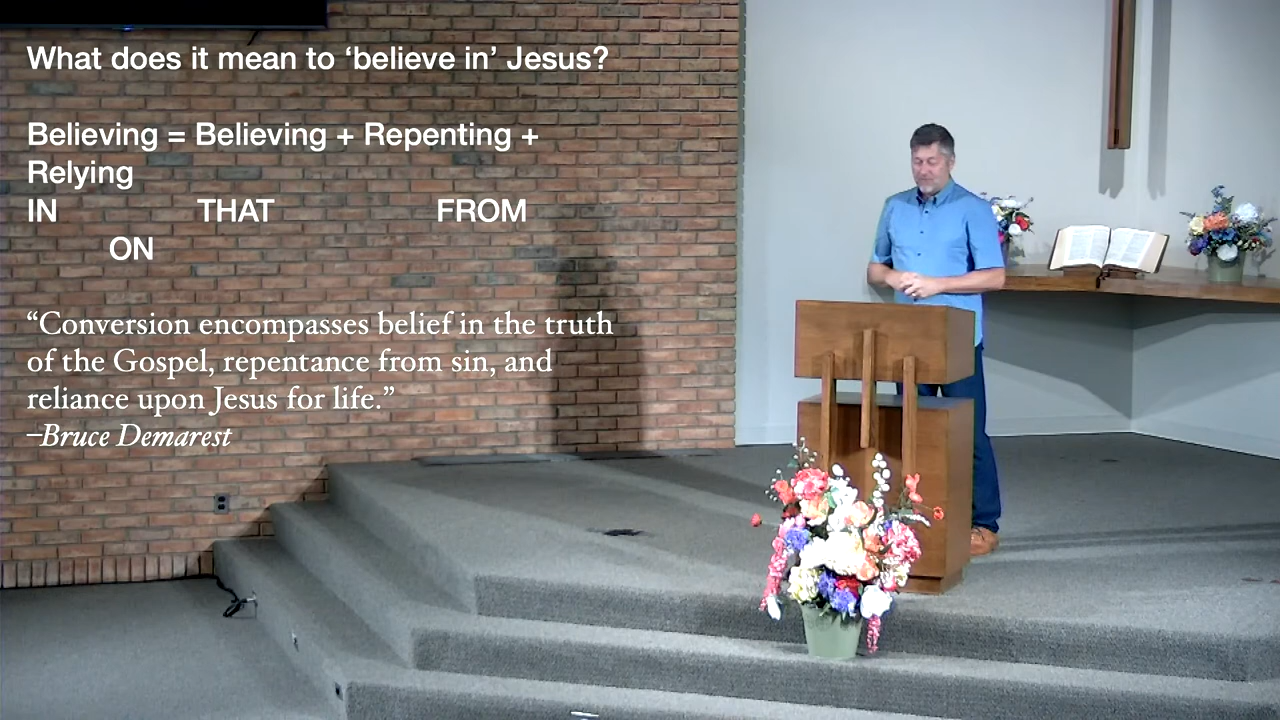 What does it mean to ‘believe in’ Jesus?
Believing = Believing + Repenting +
Relying
IN THAT FROM
ON
“Conversion encompasses belief in the truth
of the Gospel, repentance from sin, and
reliance upon Jesus for life.”
–Bruce Demarest